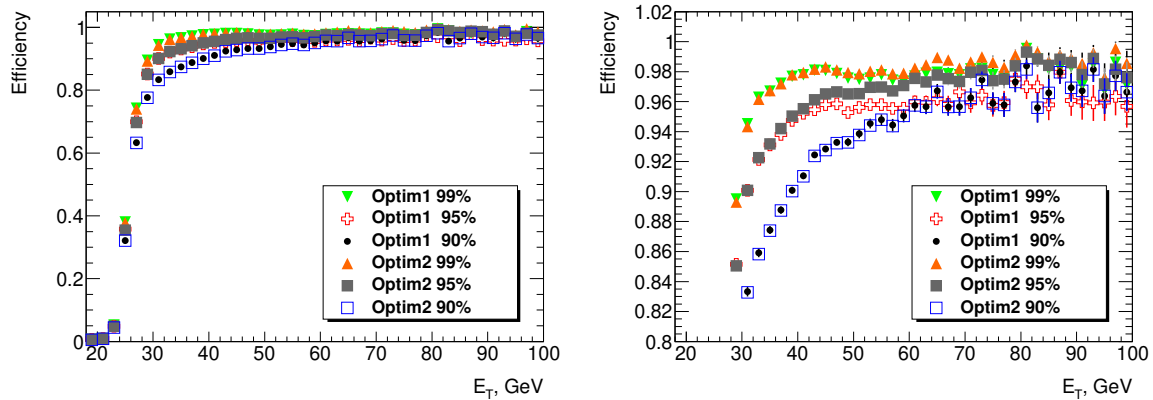 Efficiency
1
0.8
0.6
0.4
0.2
0
20 30 40 50 60 70 80 90 100
E_T, GeV
Optim1 99%
Optim1 95%
Optim1 90%
Optim2 99%
Optim2 95%
Optim2 90%
Efficiency
1.02
1
0.98
0.96
0.94
0.92
0.9
0.88
0.86
0.84
0.82
0.8
20 30 40 50 60 70 80 90 100
E_T, GeV
Optim1 99%
Optim1 95%
Optim1 90%
Optim2 99%
Optim2 95%
Optim2 90%